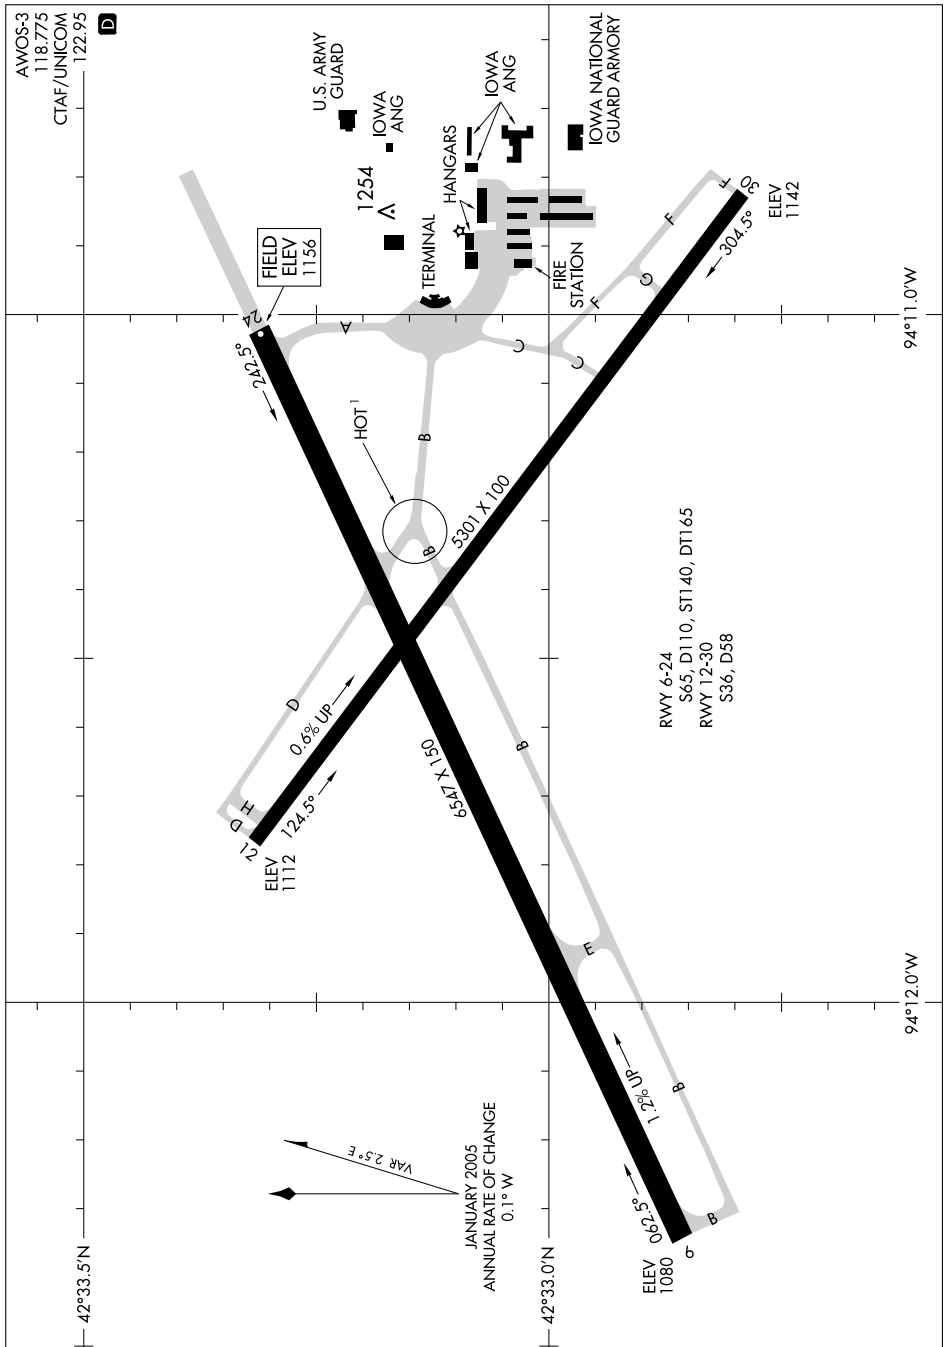 AWOS-3
118.775
CTAF/UNICOM
122.95
D
U.S. ARMY
GUARD
IOWA
ANG
1254
HANGARS
IOWA
ANG
IOWA NATIONAL
GUARD ARMORY
TERMINAL
FIRE
STATION
FIELD
ELEV
1156
24
242.5°
A
F
30
304.5°
ELEV
1142
F
G
F
C
C
94°11.0'W
HOT 1
B
B
5301 X 100
D
0.6% UP
H
D
12
124.5°
ELEV
1112
6547 X 150
B
RWY 6-24
S65, D110, ST140, DT165
RWY 12-30
S36, D58
E
94°12.0'W
1.2% UP
B
062.5°
B
6
ELEV
1080
VAR 2.5° E
JANUARY 2005
ANNUAL RATE OF CHANGE
0.1° W
42°33.5'N
42°33.0'N